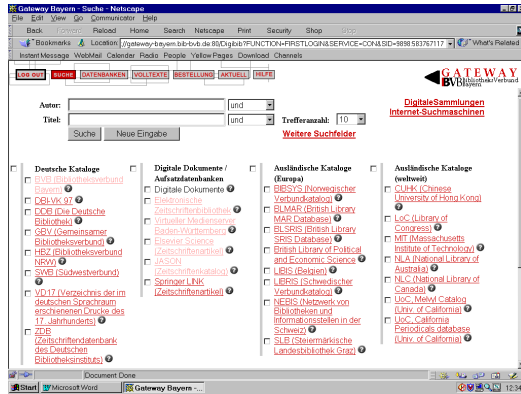 Gateway Bayern - Suche - Netscape
File Edit View Go Communicator Help
Back Forward Reload Home Search Netscape Print Security Shop Stop
Bookmarks Location: //gateway-bayern.bib-bvb.de:80/Digibib?FUNCTION=FIRSTLOGIN&SERVICE=CON&SID=9898:583767117 What's Related
Instant Message WebMail Calendar Radio People Yellow Pages Download Channels
LOG OUT SUCHE DATENBANKEN VOLLTEXTE BESTELLUNG AKTUELL HILFE
GATEWAY
BVB Bibliotheks Verbund
Bayern
Autor: und
Titel: und
Trefferanzahl: 10
Suche Neue Eingabe
Weitere Suchfelder
DigitaleSammlungen
Internet-Suchmaschinen
Deutsche Kataloge
BVB (Bibliotheksverbund
Bayern) ?
DBI-VK 97 ?
DDB (Die Deutsche
Bibliothek) ?
GBV (Gemeinsamer
Bibliotheksverbund) ?
HBZ (Bibliotheksverbund
NRW) ?
SWB (Südwestverbund)
?
VD17 (Verzeichnis der im
deutschen Sprachraum
erschienenen Drucke des
17. Jahrhunderts) ?
ZDB
(Zeitschriftendatenbank
des Deutschen
Bibliotheksinstituts) ?
Digitale Dokumente /
Aufsatzdatenbanken
Digitale Dokumente ?
Elektronische
Zeitschriftenbibliothek ?
Virtueller Medienserver
Baden-Württemberg ?
Elsevier Science
(Zeitschriftenartikel) ?
JASON
(Zeitschriftenkatalog) ?
Springer LINK
(Zeitschriftenartikel) ?
Ausländische Kataloge
(Europa)
BIBSYS (Norwegischer
Verbundkatalog) ?
BLMAR (British Library
MAR Database) ?
BLSRIS (British Library
SRIS Database) ?
British Library of Political
and Economic Science ?
LIBIS (Belgien) ?
LIBRIS (Schwedischer
Verbundkatalog) ?
NEBIS (Netzwerk von
Bibliotheken und
Informationsstellen in der
Schweiz) ?
SLB (Steiermärkische
Landesbibliothek Graz) ?
Ausländische Kataloge
(weltweit)
CUHK (Chinese
University of Hong Kong)
?
LoC (Library of
Congress) ?
MIT (Massachusetts
Institute of Technology) ?
NLA (National Library of
Australia) ?
NLC (National Library of
Canada) ?
UoC, Melvyl Catalog
(Univ. of California) ?
UoC, California
Periodicals database
(Univ. of California) ?
Document Done
Start Microsoft Word Gateway Bayern -... 12:34